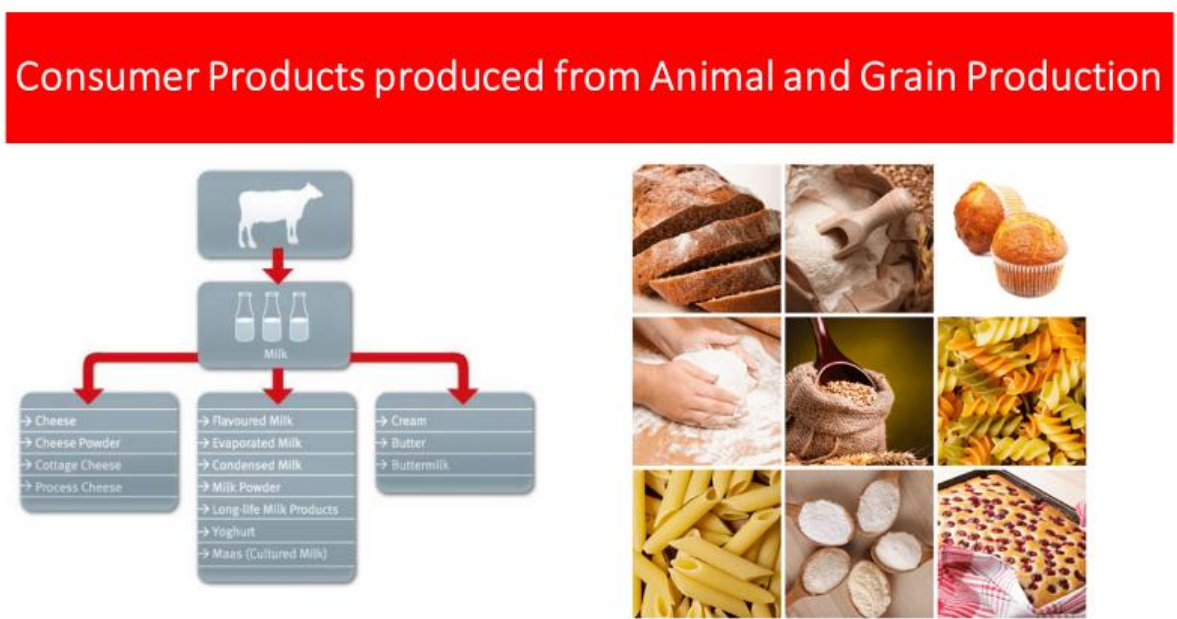 Consumer Products produced from Animal and Grain Production
Milk
→ Cheese
→ Cheese Powder
→ Cottage Cheese
→ Process Cheese
→ Flavoured Milk
→ Evaporated Milk
→ Condensed Milk
→ Milk Powder
→ Long-life Milk Products
→ Yoghurt
→ Maas (Cultured Milk)
→ Cream
→ Butter
→ Buttermilk